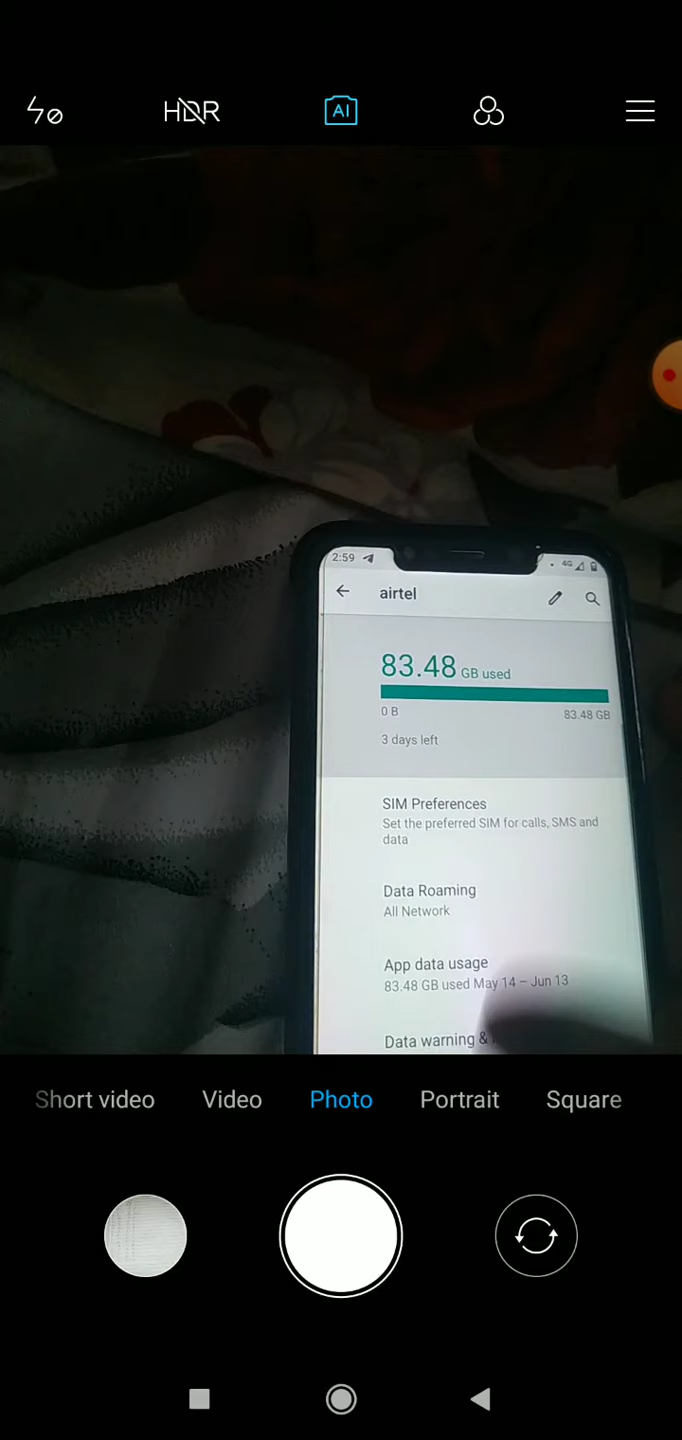 HDR
AI
2:59
4G
airtel
83.48 GB used
0 B
83.48 GB
3 days left
SIM Preferences
Set the preferred SIM for calls, SMS and
data
Data Roaming
All Network
App data usage
83.48 GB used May 14 – Jun 13
Data warning &
Short video
Video
Photo
Portrait
Square